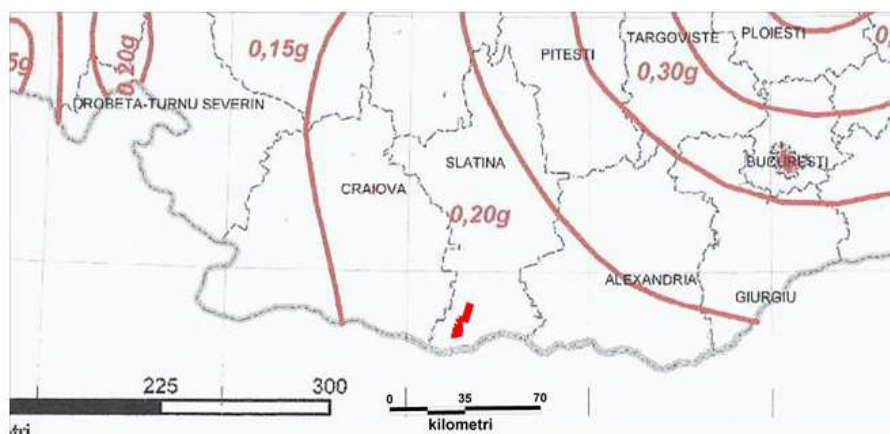 5g
0,20g
0,15g
DROBETA-TURNU SEVERIN
PITESTI
TARGOVISTE
PLOIESTI
0,30g
0,
BUCURESTI
SLATINA
CRAIOVA
0,20g
ALEXANDRIA
GIURGIU
225
300
0
35
70
kilometri